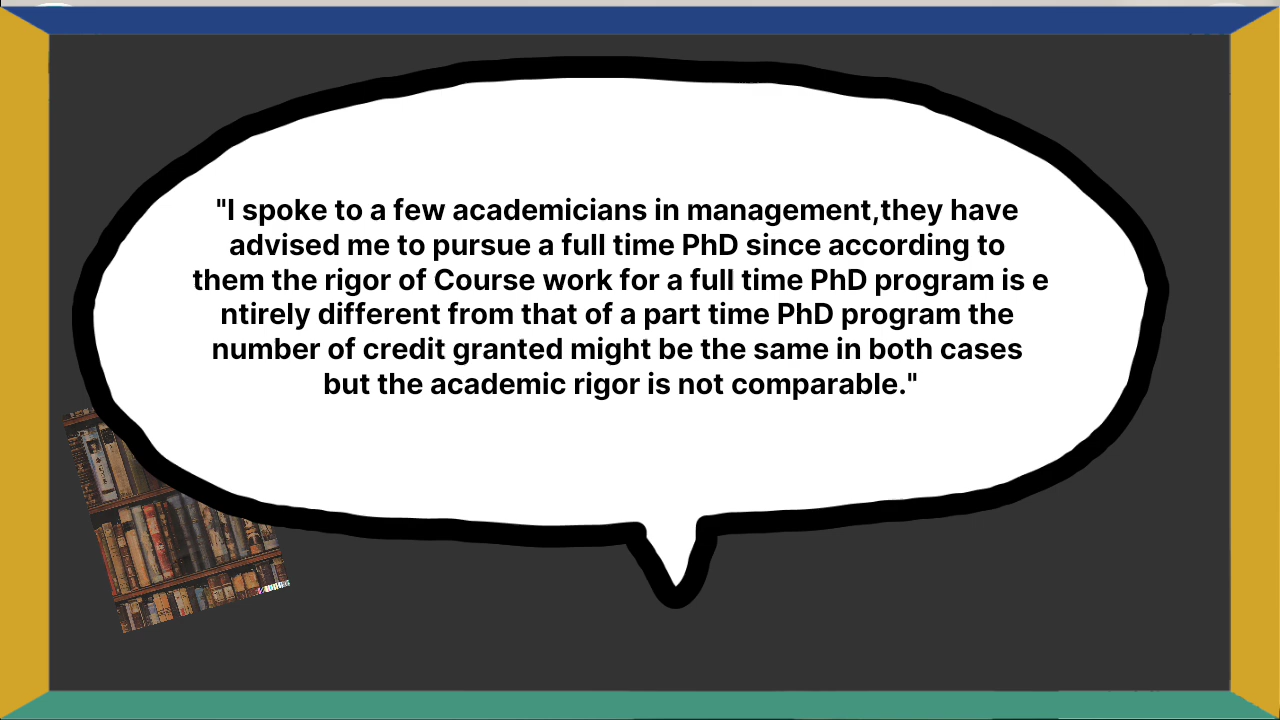 "I spoke to a few academicians in management,they have
advised me to pursue a full time PhD since according to
them the rigor of Course work for a full time PhD program is e
ntirely different from that of a part time PhD program the
number of credit granted might be the same in both cases
but the academic rigor is not comparable."